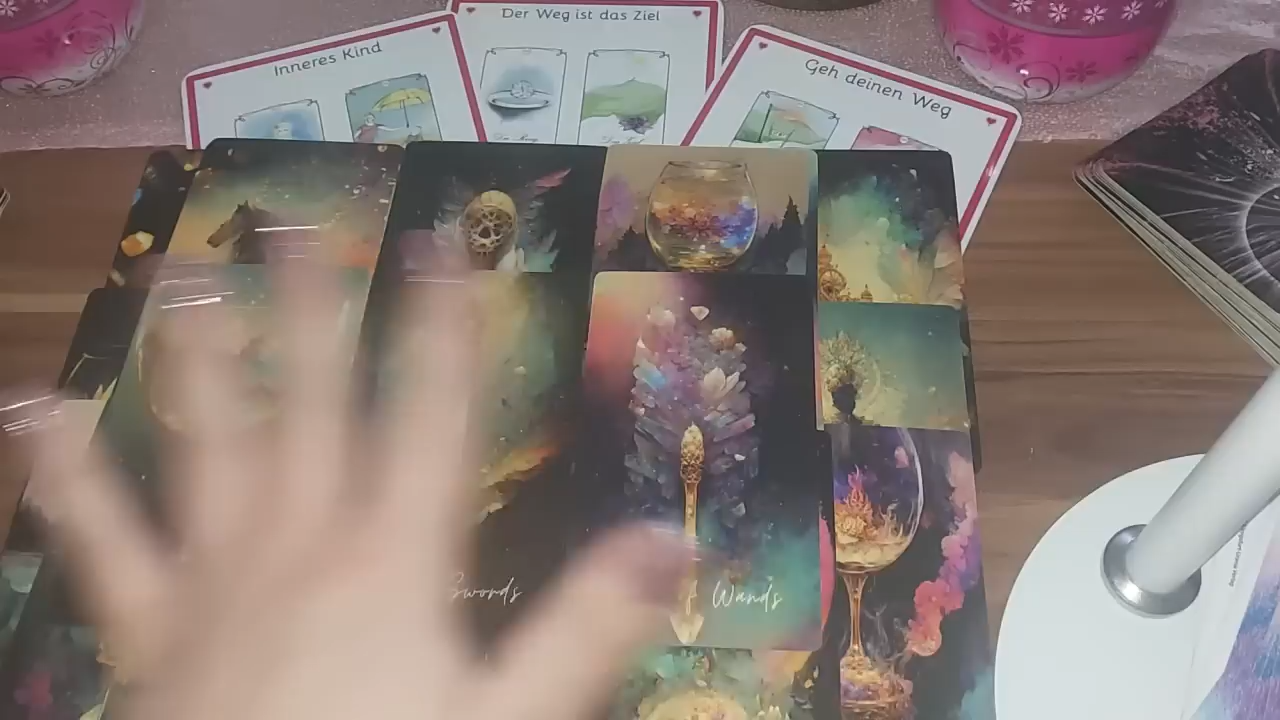 Der Weg ist das Ziel
Inneres Kind
Geh deinen Weg
Swords
Wands